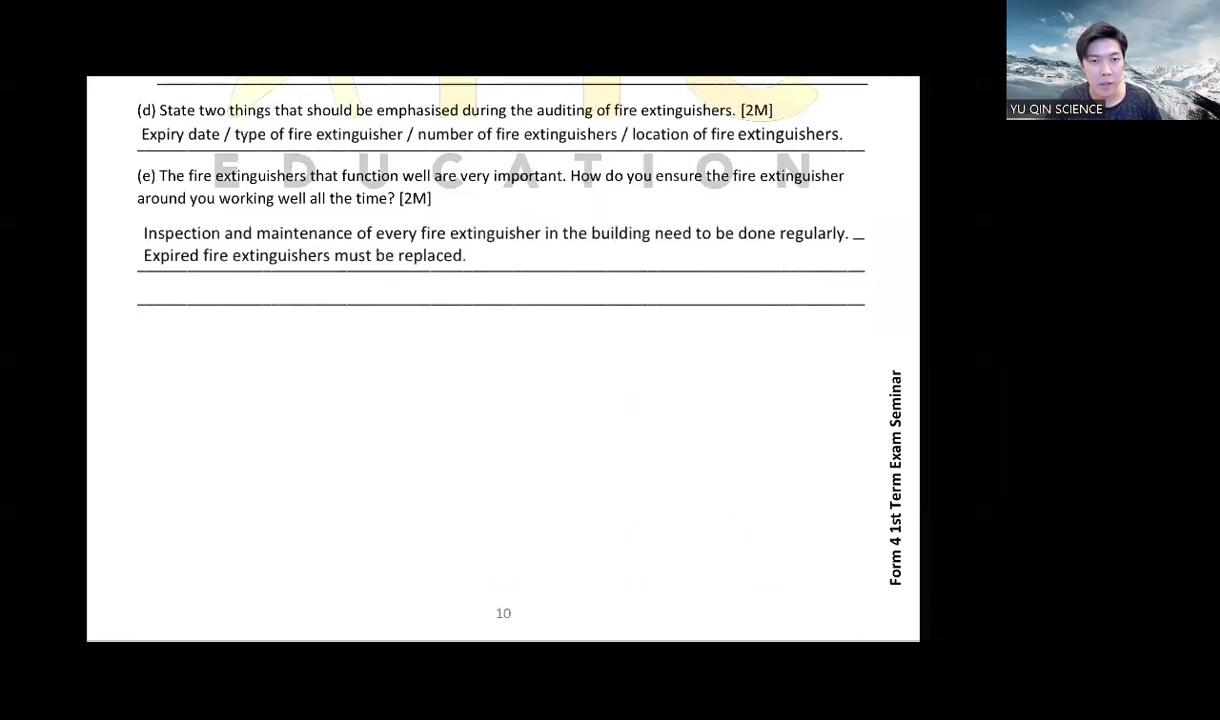 YU QIN SCIENCE
(d) State two things that should be emphasised during the auditing of fire extinguishers. [2M]
Expiry date / type of fire extinguisher / number of fire extinguishers / location of fire extinguishers.
EDUCATION
(e) The fire extinguishers that function well are very important. How do you ensure the fire extinguisher
around you working well all the time? [2M]
Inspection and maintenance of every fire extinguisher in the building need to be done regularly.
Expired fire extinguishers must be replaced.
Form 4 1st Term Exam Seminar
10